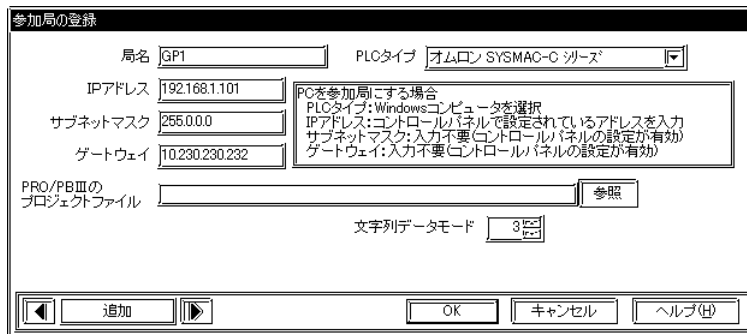 参加局の登録
局名 GP1 PLCタイプ オムロン SYSMAC-C シリーズ
IPアドレス 192.168.1.101
サブネットマスク 255.0.0.0
ゲートウェイ 10.230.230.232
PCを参加局にする場合
PLCタイプ:Windowsコンピュータを選択
IPアドレス:コントロールパネルで設定されているアドレスを入力
サブネットマスク:入力不要(コントロールパネルの設定が有効)
ゲートウェイ:入力不要(コントロールパネルの設定が有効)
PRO/PBⅢの
プロジェクトファイル 参照
文字列データモード 3
追加 OK キャンセル ヘルプ(H)